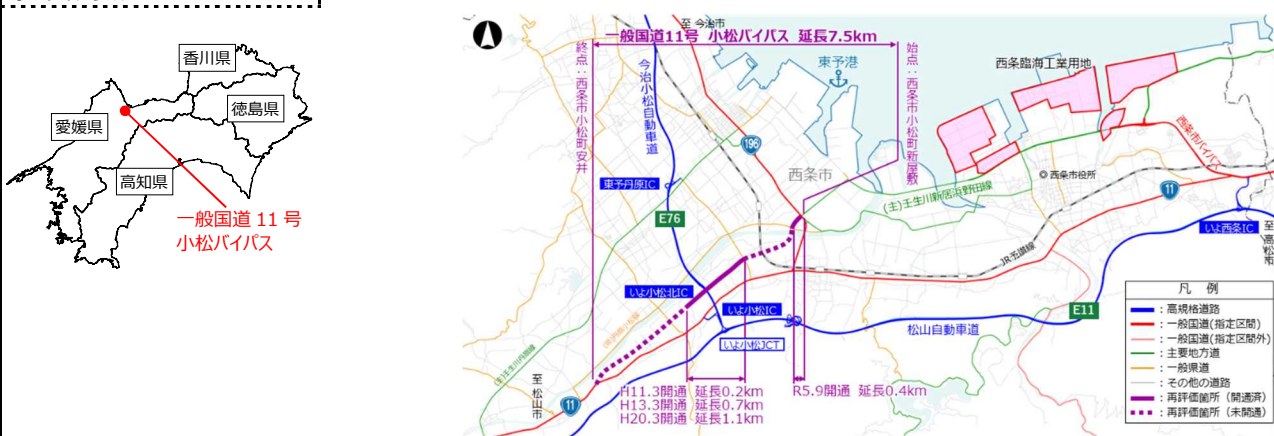 香川県
徳島県
愛媛県
高知県
一般国道 11 号
小松バイパス
至 今治市
一般国道11号 小松バイパス 延長7.5km
終点：西条市小松町安井
始点：西条市小松町新屋敷
今治小松自動車道
東予港
西条臨海工業用地
196
西条市
西条市バイパス
◎ 西条市役所
東予丹原IC
(主)壬生川新居浜野田線
11
E76
いよ西条IC
至 高松市
JR予讃線
いよ小松北IC
いよ小松IC
E11
松山自動車道
いよ小松JCT
(主)壬生川丹原線
至 松山市
11
H11.3開通 延長0.2km
H13.3開通 延長0.7km
H20.3開通 延長1.1km
R5.9開通 延長0.4km
凡 例
：高規格道路
：一般国道(指定区間)
：一般国道(指定区間外)
：主要地方道
：一般県道
：その他の道路
：再評価箇所（開通済）
：再評価箇所（未開通）